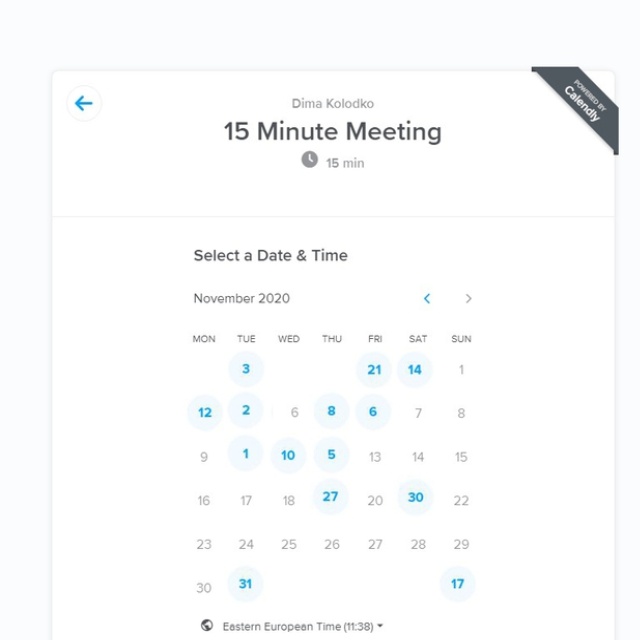 Dima Kolodko
15 Minute Meeting
15 min
POWERED BY
Calendly
Select a Date & Time
November 2020
MON TUE WED THU FRI SAT SUN
3 21 14 1
12 2 6 8 6 7 8
9 1 10 5 13 14 15
16 17 18 27 20 30 22
23 24 25 26 27 28 29
30 31 17
Eastern European Time (11:38)